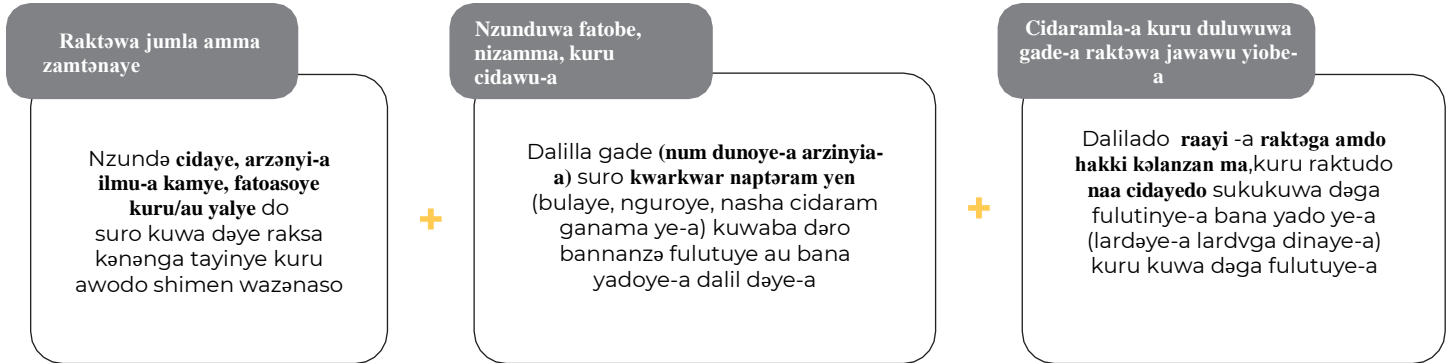 Raktəwa jumla amma
zamtənaye
Nzundə cidaye, arzənyi-a
ilmu-a kamye, fatoasoye
kuru/au yalye do
suro kuwa dəye raksa
kənənga tayinye kuru
awodo shimen wazənaso
+
Nzunduwa fatobe,
nizamma, kuru
cidawu-a
Dalilla gade (num dunoye-a arzinyia-
a) suro kwarkwar naptəram yen
(bulaye, nguroye, nasha cidaram
ganama ye-a) kuwaba dəro
bannanzə fulutuye au bana
yadoye-a dalil dəye-a
+
Cidaramla-a kuru duluwuwa
gade-a raktəwa jawawu yiobe-
a
Dalilado raayi -a raktəga amdo
hakki kəlanzan ma,kuru raktudo
naa cidayedo sukukuwa dəga
fulutinye-a bana yado ye-a
(lardəye-a lardvga dinaye-a)
kuru kuwa dəga fulutuye-a